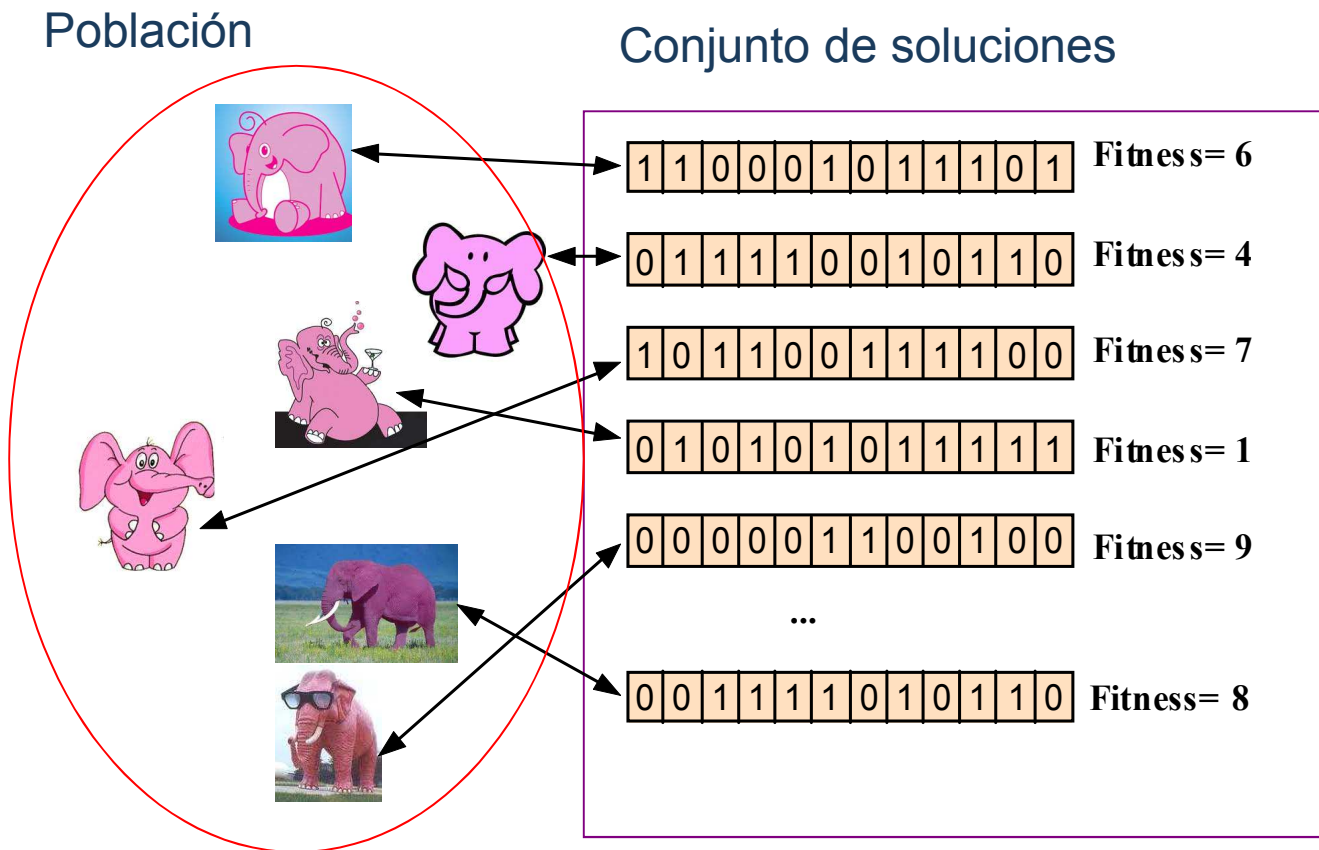 Población
Conjunto de soluciones
1 1 0 0 0 1 0 1 1 1 0 1 Fitness= 6
0 1 1 1 1 0 0 1 0 1 1 0 Fitness= 4
1 0 1 1 0 0 1 1 1 1 0 0 Fitness= 7
0 1 0 1 0 1 0 1 1 1 1 1 Fitness= 1
0 0 0 0 0 1 1 0 0 1 0 0 Fitness= 9
...
0 0 1 1 1 1 0 1 0 1 1 0 Fitness= 8